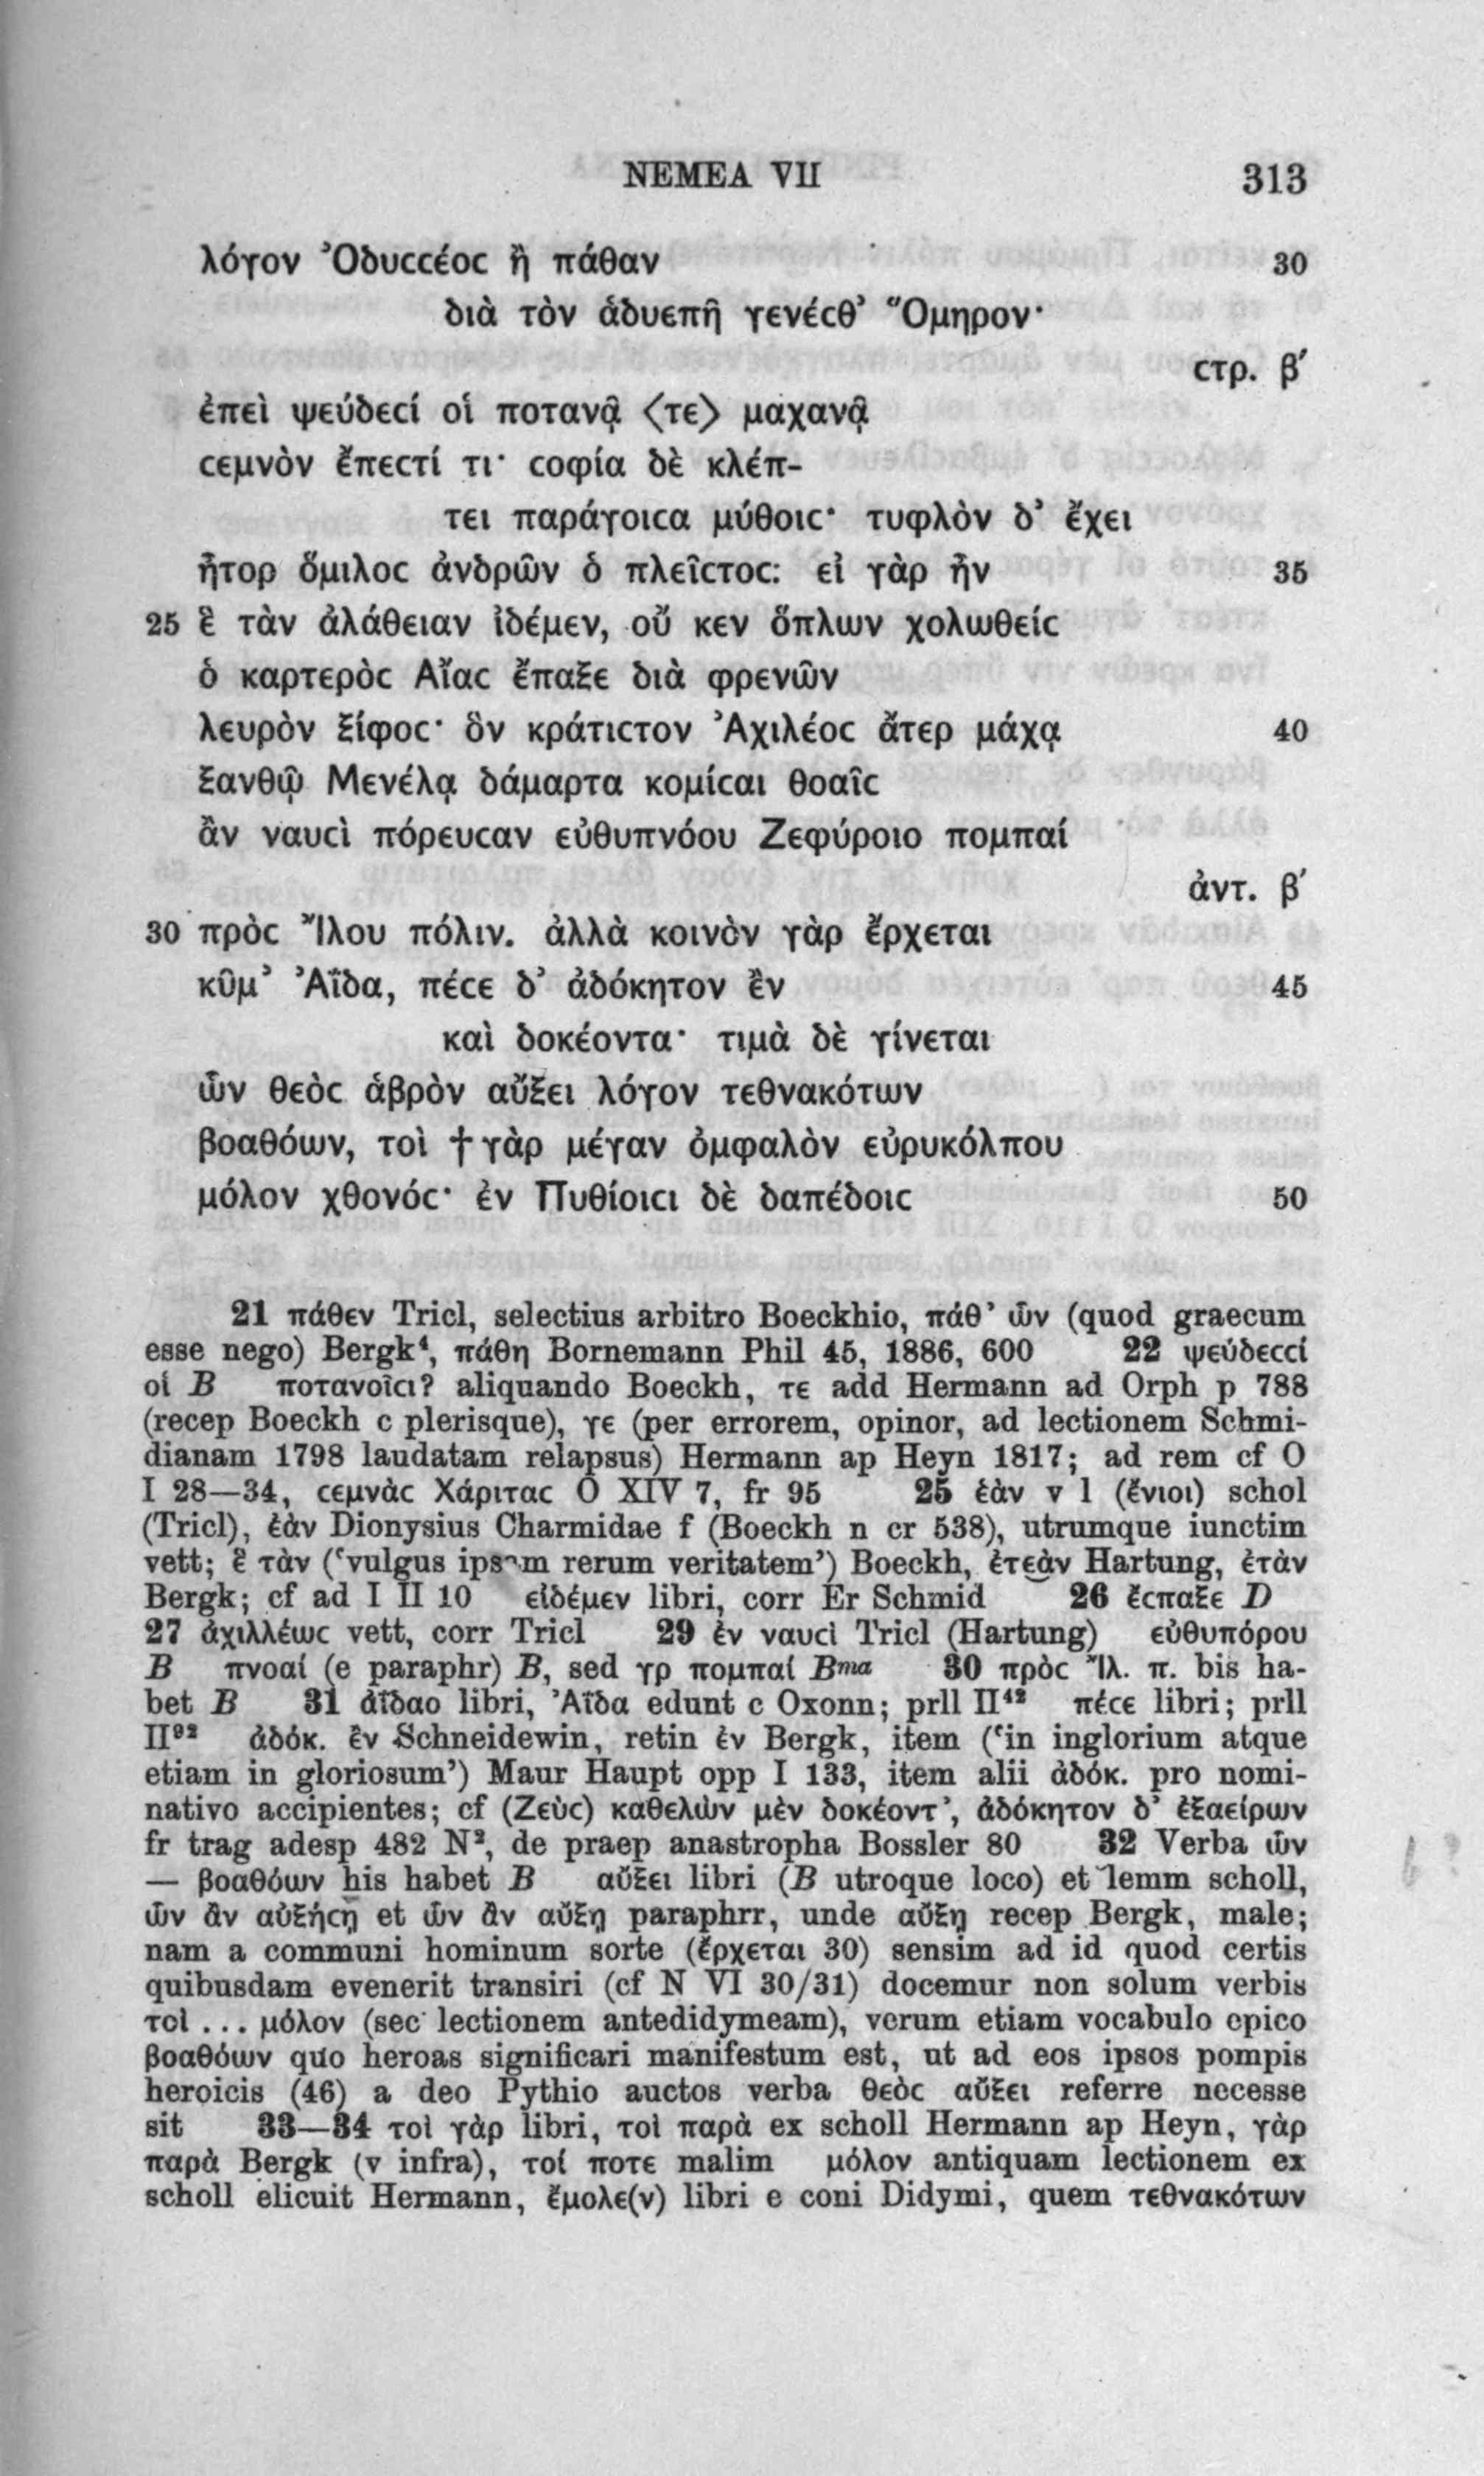 ΝΕΜΕΑ VII 313
λόγον Ὀδυccέοc ἢ πάθαν 30
διὰ τὸν ἁδυεπῆ γενέcθ’ Ὅμηρον·
cτρ. β′
ἐπεὶ ψεύδεcί οἱ ποτανᾷ ⟨τε⟩ μαχανᾷ
cεμνὸν ἔπεcτί τι· cοφία δὲ κλέπ-
τει παράγοιcα μύθοιc· τυφλὸν δ’ ἔχει
ἦτορ ὅμιλοc ἀνδρῶν ὁ πλεῖcτοc: εἰ γὰρ ἦν 35
25 ἓ τὰν ἀλάθειαν ἰδέμεν, οὔ κεν ὅπλων χολωθείc
ὁ καρτερὸc Αἴαc ἔπαξε διὰ φρενῶν
λευρὸν ξίφοc· ὃν κράτιcτον Ἀχιλέοc ἄτερ μάχᾳ 40
ξανθῷ Μενέλᾳ δάμαρτα κομίcαι θοαῖc
ἂν ναυcὶ πόρευcαν εὐθυπνόου Ζεφύροιο πομπαί
ἀντ. β′
30 πρὸc Ἴλου πόλιν. ἀλλὰ κοινὸν γὰρ ἔρχεται
κῦμ’ Ἀΐδα, πέcε δ’ ἀδόκητον ἒν 45
καὶ δοκέοντα· τιμὰ δὲ γίνεται
ὧν θεὸc ἁβρὸν αὔξει λόγον τεθνακότων
βοαθόων, τοὶ † γὰρ μέγαν ὀμφαλὸν εὐρυκόλπου
μόλον χθονόc· ἐν Πυθίοιcι δὲ δαπέδοιc 50
21 πάθεν Tricl, selectius arbitro Boeckhio, πάθ’ ὧν (quod graecum
esse nego) Bergk⁴, πάθη Bornemann Phil 45, 1886, 600 22 ψεύδεccί
οἱ B ποτανοῖcι? aliquando Boeckh, τε add Hermann ad Orph p 788
(recep Boeckh c plerisque), γε (per errorem, opinor, ad lectionem Schmi-
dianam 1798 laudatam relapsus) Hermann ap Heyn 1817; ad rem cf O
I 28—34, cεμνὰc Χάριταc O XIV 7, fr 95 25 ἐὰν v l (ἔνιοι) schol
(Tricl), ἑὰν Dionysius Charmidae f (Boeckh n cr 538), utrumque iunctim
vett; ἓ τὰν (‘vulgus ipsam rerum veritatem’) Boeckh, ἐτεὰν Hartung, ἐτὰν
Bergk; cf ad I II 10 εἰδέμεν libri, corr Er Schmid 26 ἔcπαξε D
27 ἀχιλλέωc vett, corr Tricl 29 ἐν ναυcὶ Tricl (Hartung) εὐθυπόρου
B πνοαί (e paraphr) B, sed γρ πομπαί Bᵐᵃ 30 πρὸc Ἴλ. π. bis ha-
bet B 31 ἀΐδαο libri, Ἀΐδα edunt c Oxonn; prll Π⁴² πέcε libri; prll
Π⁹² ἀδόκ. ἒν Schneidewin, retin ἐν Bergk, item (‘in inglorium atque
etiam in gloriosum’) Maur Haupt opp I 133, item alii ἀδόκ. pro nomi-
nativo accipientes; cf (Ζεὺc) καθελὼν μὲν δοκέοντ’, ἀδόκητον δ’ ἐξαείρων
fr trag adesp 482 N², de praep anastropha Bossler 80 32 Verba ὧν
— βοαθόων bis habet B αὔξει libri (B utroque loco) et lemm scholl,
ὧν ἂν αὐξήcῃ et ὧν ἂν αὔξῃ paraphrr, unde αὔξῃ recep Bergk, male;
nam a communi hominum sorte (ἔρχεται 30) sensim ad id quod certis
quibusdam evenerit transiri (cf N VI 30/31) docemur non solum verbis
τοὶ ... μόλον (sec lectionem antedidymeam), verum etiam vocabulo epico
βοαθόων quo heroas significari manifestum est, ut ad eos ipsos pompis
heroicis (46) a deo Pythio auctos verba θεὸc αὔξει referre necesse
sit 33—34 τοὶ γὰρ libri, τοὶ παρὰ ex scholl Hermann ap Heyn, γὰρ
παρὰ Bergk (v infra), τοί ποτε malim μόλον antiquam lectionem ex
scholl elicuit Hermann, ἔμολε(ν) libri e coni Didymi, quem τεθνακότων